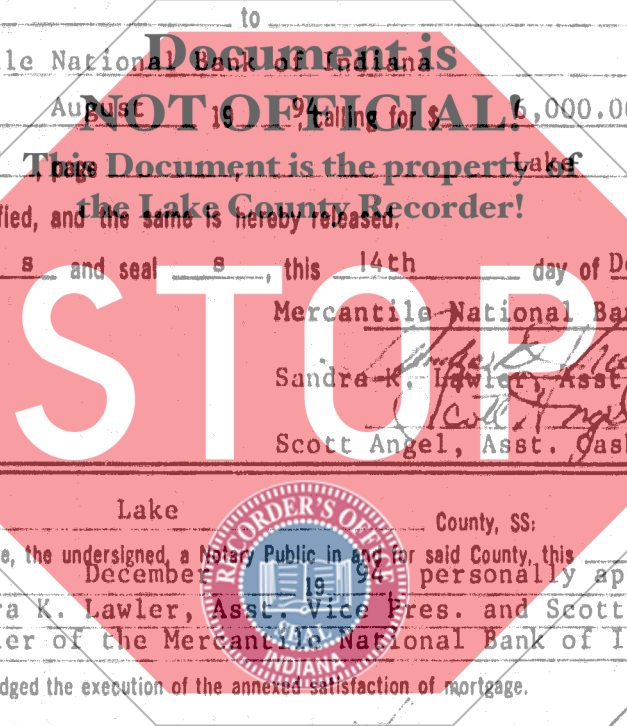 to
Document is
le National Bank of Indiana
August 19 94 calling for $ 6,000.00
NOT OFFICIAL!
, page , Lake
This Document is the property of
the Lake County Recorder!
fied, and the same is hereby released.
s and seal s , this 14th day of De
STOP
Mercantile National Ban
Sandra K. Lawler, Asst
Scott Angel, Asst. Cash
Lake County, SS:
e, the undersigned, a Notary Public in and for said County, this
December 19 94 personally ap
ra K. Lawler, Asst. Vice Pres. and Scott
er of the Mercantile National Bank of I
dged the execution of the annexed satisfaction of mortgage.
RECORDER'S OFFICE
SEAL
INDIANA